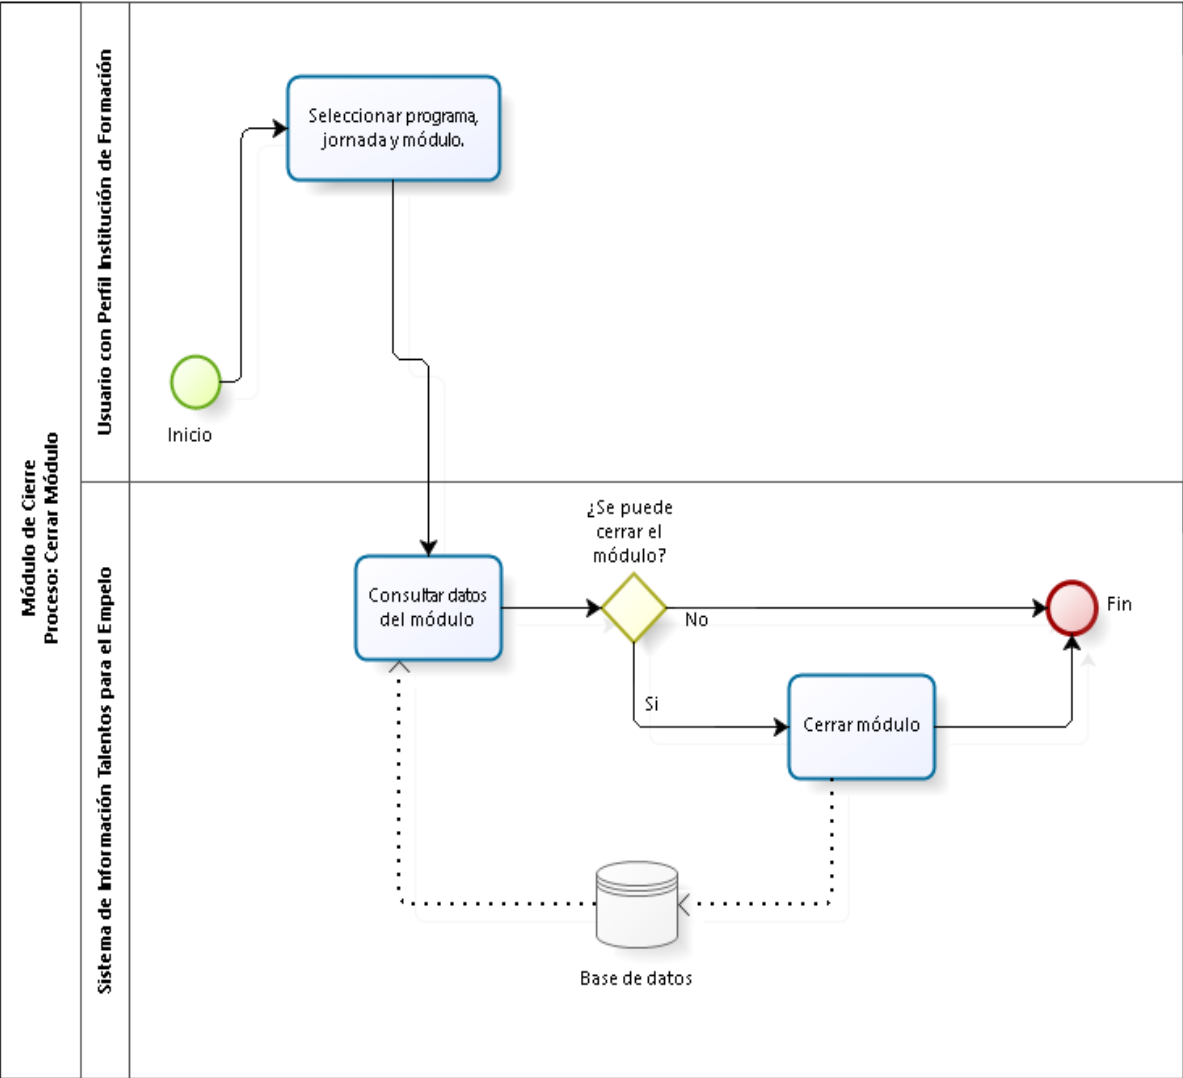 Módulo de Cierre
Proceso: Cerrar Módulo
Usuario con Perfil Institución de Formación
Seleccionar programa,
jornada y módulo.
Inicio
Sistema de Información Talentos para el Empelo
¿Se puede
cerrar el
módulo?
Consultar datos
del módulo
No
Fin
Si
Cerrar módulo
Base de datos